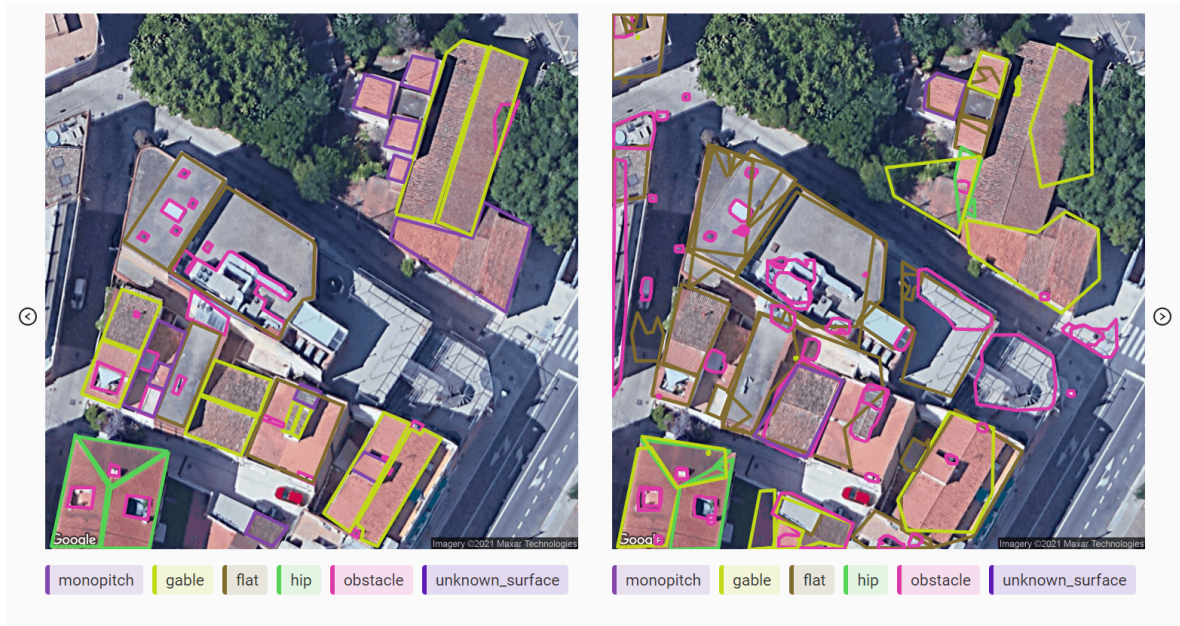 Google
Imagery ©2021 Maxar Technologies
Google
Imagery ©2021 Maxar Technologies
monopitch gable flat hip obstacle unknown_surface
monopitch gable flat hip obstacle unknown_surface